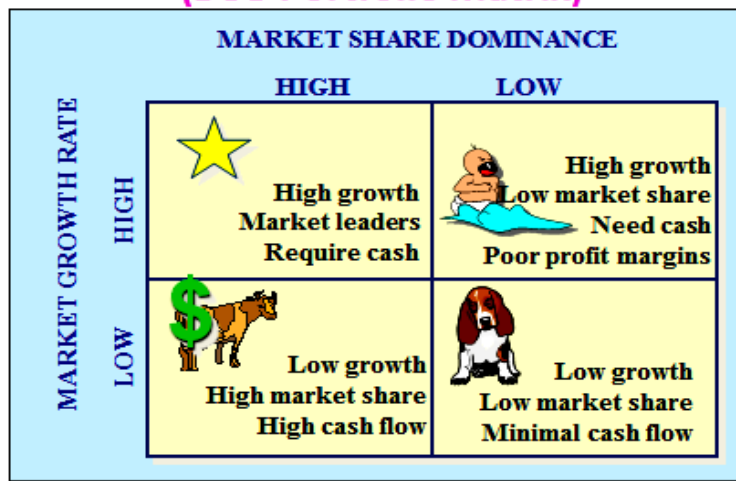 MARKET SHARE DOMINANCE
HIGH LOW
MARKET GROWTH RATE
HIGH
High growth
Market leaders
Require cash
High growth
Low market share
Need cash
Poor profit margins
LOW
$
Low growth
High market share
High cash flow
Low growth
Low market share
Minimal cash flow